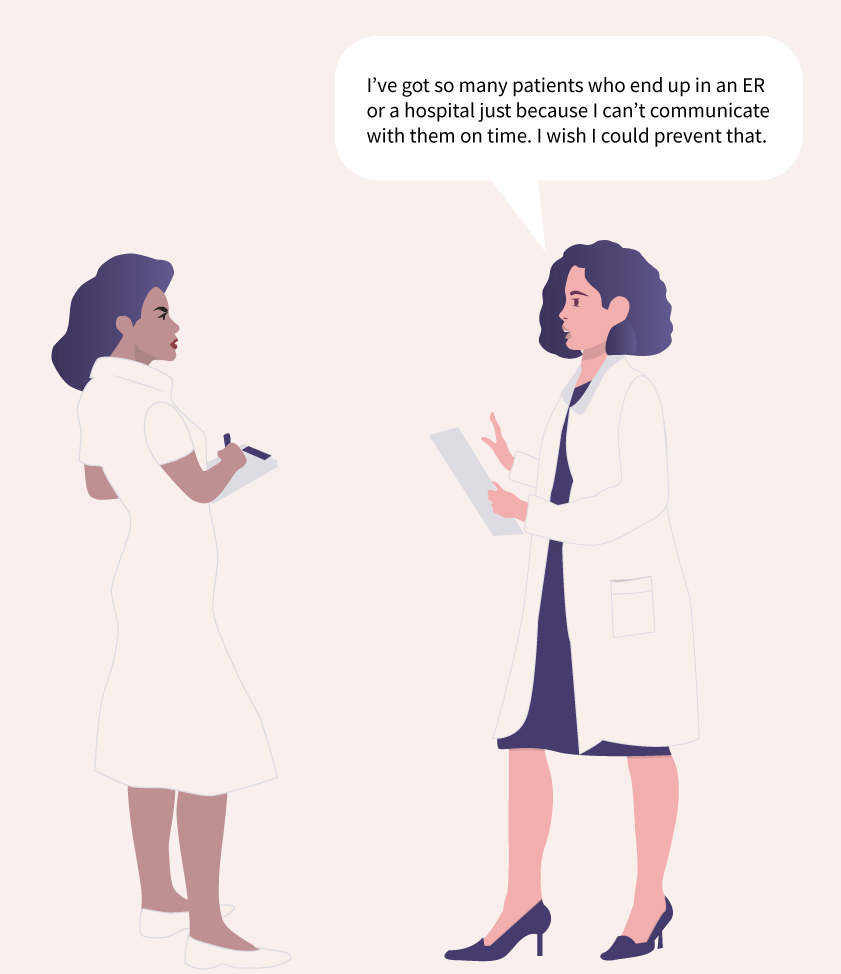 I’ve got so many patients who end up in an ER
or a hospital just because I can’t communicate
with them on time. I wish I could prevent that.